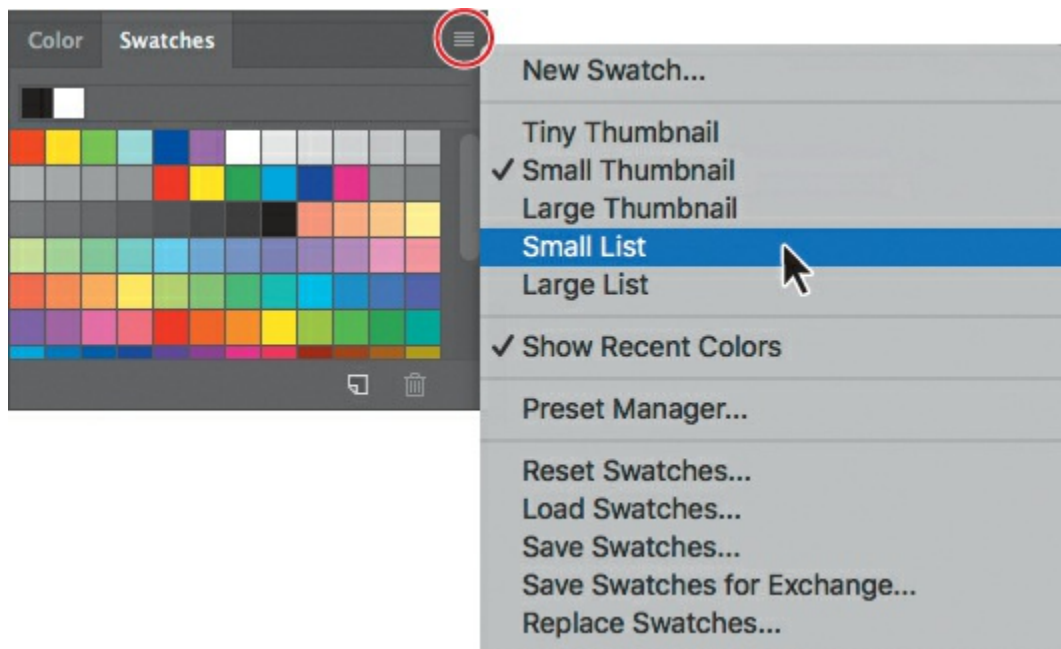 Color Swatches
New Swatch...
Tiny Thumbnail
✓ Small Thumbnail
Large Thumbnail
Small List
Large List
✓ Show Recent Colors
Preset Manager...
Reset Swatches...
Load Swatches...
Save Swatches...
Save Swatches for Exchange...
Replace Swatches...